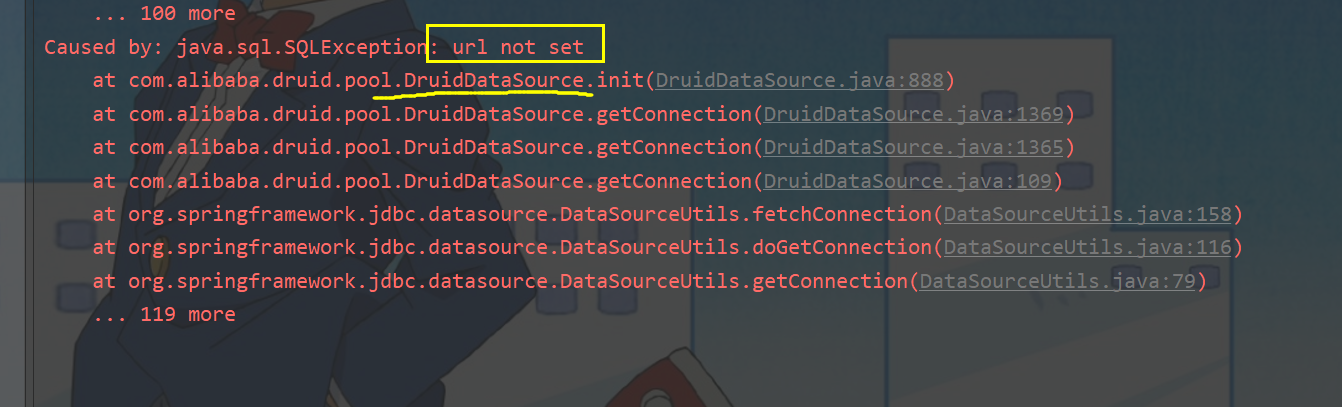 ... 100 more
Caused by: java.sql.SQLException: url not set
at com.alibaba.druid.pool.DruidDataSource.init(DruidDataSource.java:888)
at com.alibaba.druid.pool.DruidDataSource.getConnection(DruidDataSource.java:1369)
at com.alibaba.druid.pool.DruidDataSource.getConnection(DruidDataSource.java:1365)
at com.alibaba.druid.pool.DruidDataSource.getConnection(DruidDataSource.java:109)
at org.springframework.jdbc.datasource.DataSourceUtils.fetchConnection(DataSourceUtils.java:158)
at org.springframework.jdbc.datasource.DataSourceUtils.doGetConnection(DataSourceUtils.java:116)
at org.springframework.jdbc.datasource.DataSourceUtils.getConnection(DataSourceUtils.java:79)
... 119 more